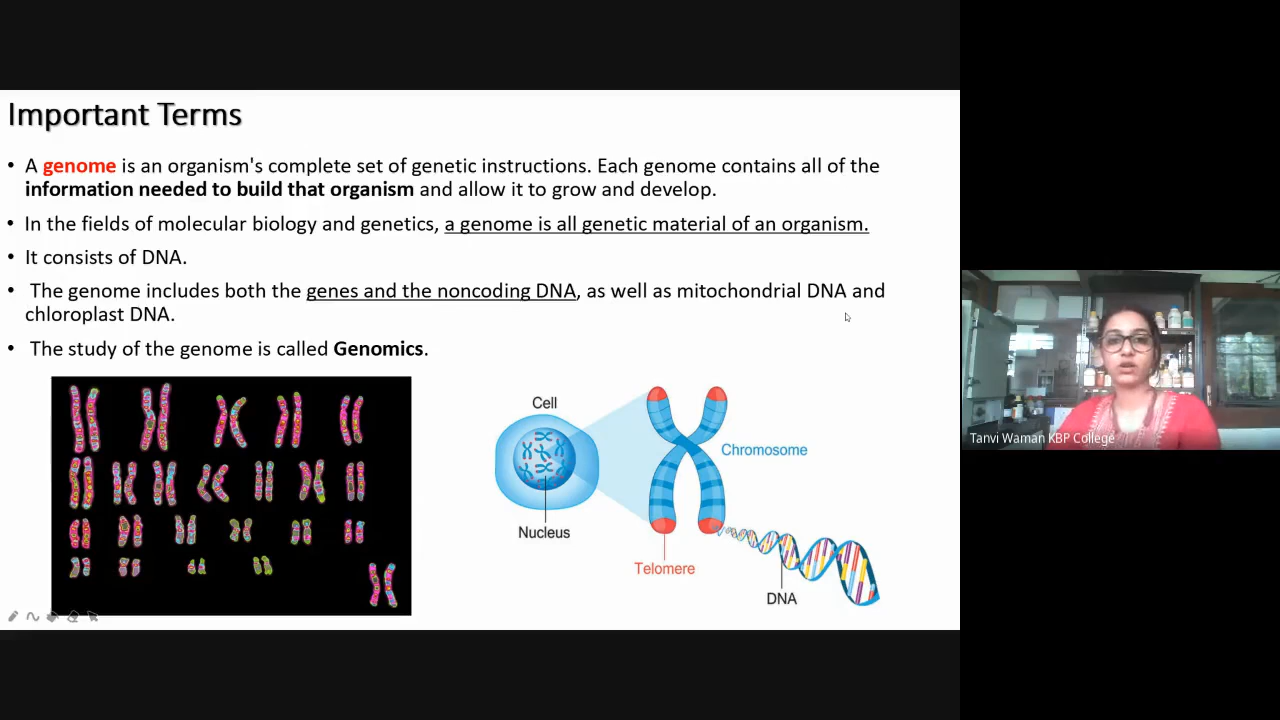 Important Terms
• A genome is an organism's complete set of genetic instructions. Each genome contains all of the
information needed to build that organism and allow it to grow and develop.
• In the fields of molecular biology and genetics, a genome is all genetic material of an organism.
• It consists of DNA.
• The genome includes both the genes and the noncoding DNA, as well as mitochondrial DNA and
chloroplast DNA.
• The study of the genome is called Genomics.
Cell
Chromosome
Nucleus
Telomere
DNA
Tanvi Waman KBP College